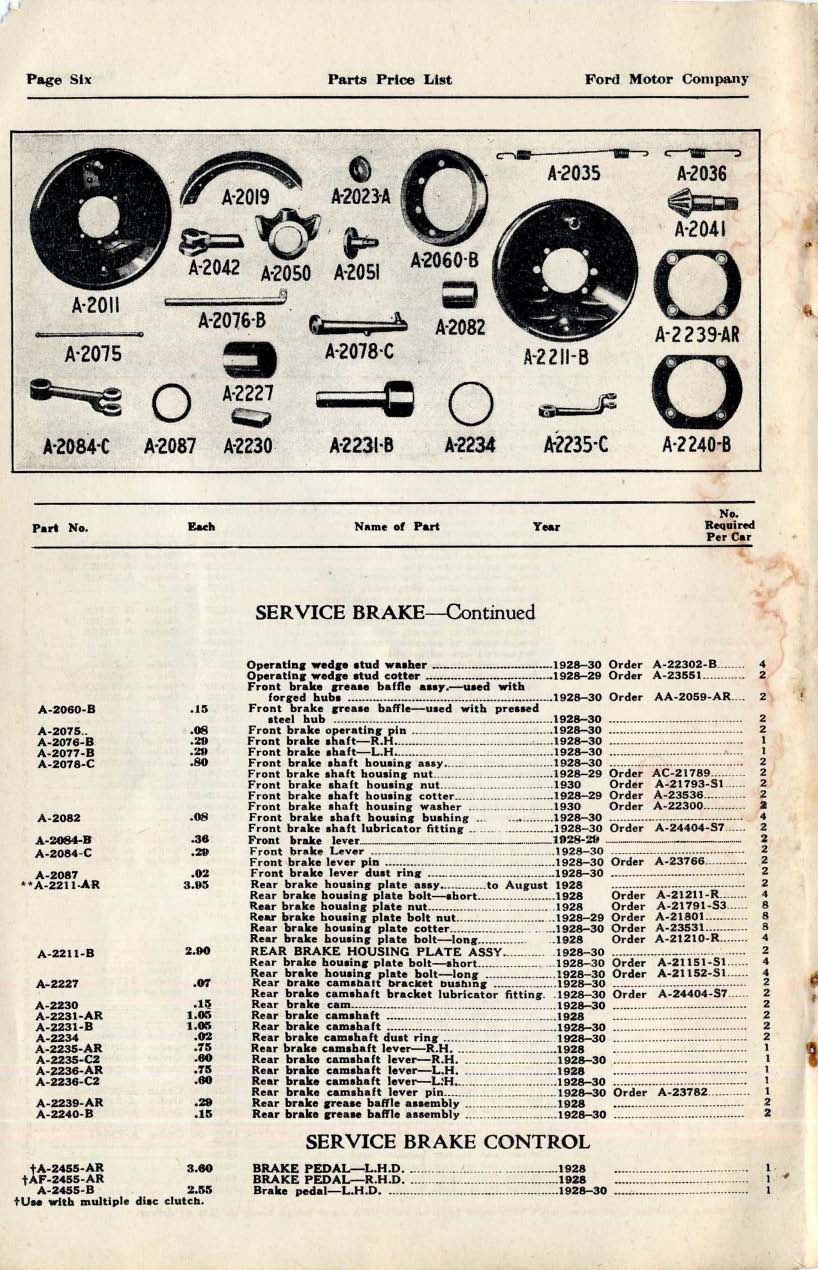 Page Six Parts Price List Ford Motor Company
A-2011
A-2019
A-2023-A
A-2035
A-2036
A-2041
A-2042
A-2050
A-2051
A-2060-B
A-2076-B
A-2082
A-2239-AR
A-2075
A-2078-C
A-2211-B
A-2227
A-2084-C
A-2087
A-2230
A-2231-B
A-2234
A-2235-C
A-2240-B
Part No. Each Name of Part Year No. Required Per Car
SERVICE BRAKE—Continued
Operating wedge stud washer 1928–30 Order A-22302-B 4
Operating wedge stud cotter 1928–29 Order A-23551 2
Front brake grease baffle assy.—used with
forged hubs 1928–30 Order AA-2059-AR 2
A-2060-B .15 Front brake grease baffle—used with pressed
steel hub 1928–30 2
A-2075.. .08 Front brake operating pin 1928–30 2
A-2076-B .29 Front brake shaft—R.H. 1928–30 1
A-2077-B .29 Front brake shaft—L.H. 1928–30 1
A-2078-C .80 Front brake shaft housing assy. 1928–30 2
Front brake shaft housing nut 1928–29 Order AC-21789 2
Front brake shaft housing nut 1930 Order A-21793-S1 2
Front brake shaft housing cotter 1928–29 Order A-23536 2
Front brake shaft housing washer 1930 Order A-22300 2
A-2082 .08 Front brake shaft housing bushing 1928–30 4
Front brake shaft lubricator fitting 1928–30 Order A-24404-S7 2
A-2084-B .36 Front brake lever 1928-29 2
A-2084-C .29 Front brake Lever 1928–30 2
Front brake lever pin 1928–30 Order A-23766 2
A-2087 .02 Front brake lever dust ring 1928–30 2
**A-2211-AR 3.95 Rear brake housing plate assy. to August 1928 2
Rear brake housing plate bolt—short 1928 Order A-21211-R 4
Rear brake housing plate nut 1928 Order A-21791-S3 8
Rear brake housing plate bolt nut 1928–29 Order A-21801 8
Rear brake housing plate cotter 1928–30 Order A-23531 8
Rear brake housing plate bolt—long 1928 Order A-21210-R 4
A-2211-B 2.90 REAR BRAKE HOUSING PLATE ASSY. 1928–30 2
Rear brake housing plate bolt—short 1928–30 Order A-21151-S1 4
Rear brake housing plate bolt—long 1928–30 Order A-21152-S1 4
A-2227 .07 Rear brake camshaft bracket bushing 1928–30 2
Rear brake camshaft bracket lubricator fitting. 1928–30 Order A-24404-S7 2
A-2230 .15 Rear brake cam 1928–30 2
A-2231-AR 1.05 Rear brake camshaft 1928 2
A-2231-B 1.05 Rear brake camshaft 1928–30 2
A-2234 .02 Rear brake camshaft dust ring 1928–30 2
A-2235-AR .75 Rear brake camshaft lever—R.H. 1928 1
A-2235-C2 .60 Rear brake camshaft lever—R.H. 1928–30 1
A-2236-AR .75 Rear brake camshaft lever—L.H. 1928 1
A-2236-C2 .60 Rear brake camshaft lever—L.H. 1928–30 1
Rear brake camshaft lever pin 1928–30 Order A-23782 1
A-2239-AR .29 Rear brake grease baffle assembly 1928 2
A-2240-B .15 Rear brake grease baffle assembly 1928–30 2
SERVICE BRAKE CONTROL
†A-2455-AR 3.60 BRAKE PEDAL—L.H.D. 1928 1
†AF-2455-AR BRAKE PEDAL—R.H.D. 1928 1
A-2455-B 2.55 Brake pedal—L.H.D. 1928–30 1
†Use with multiple disc clutch.